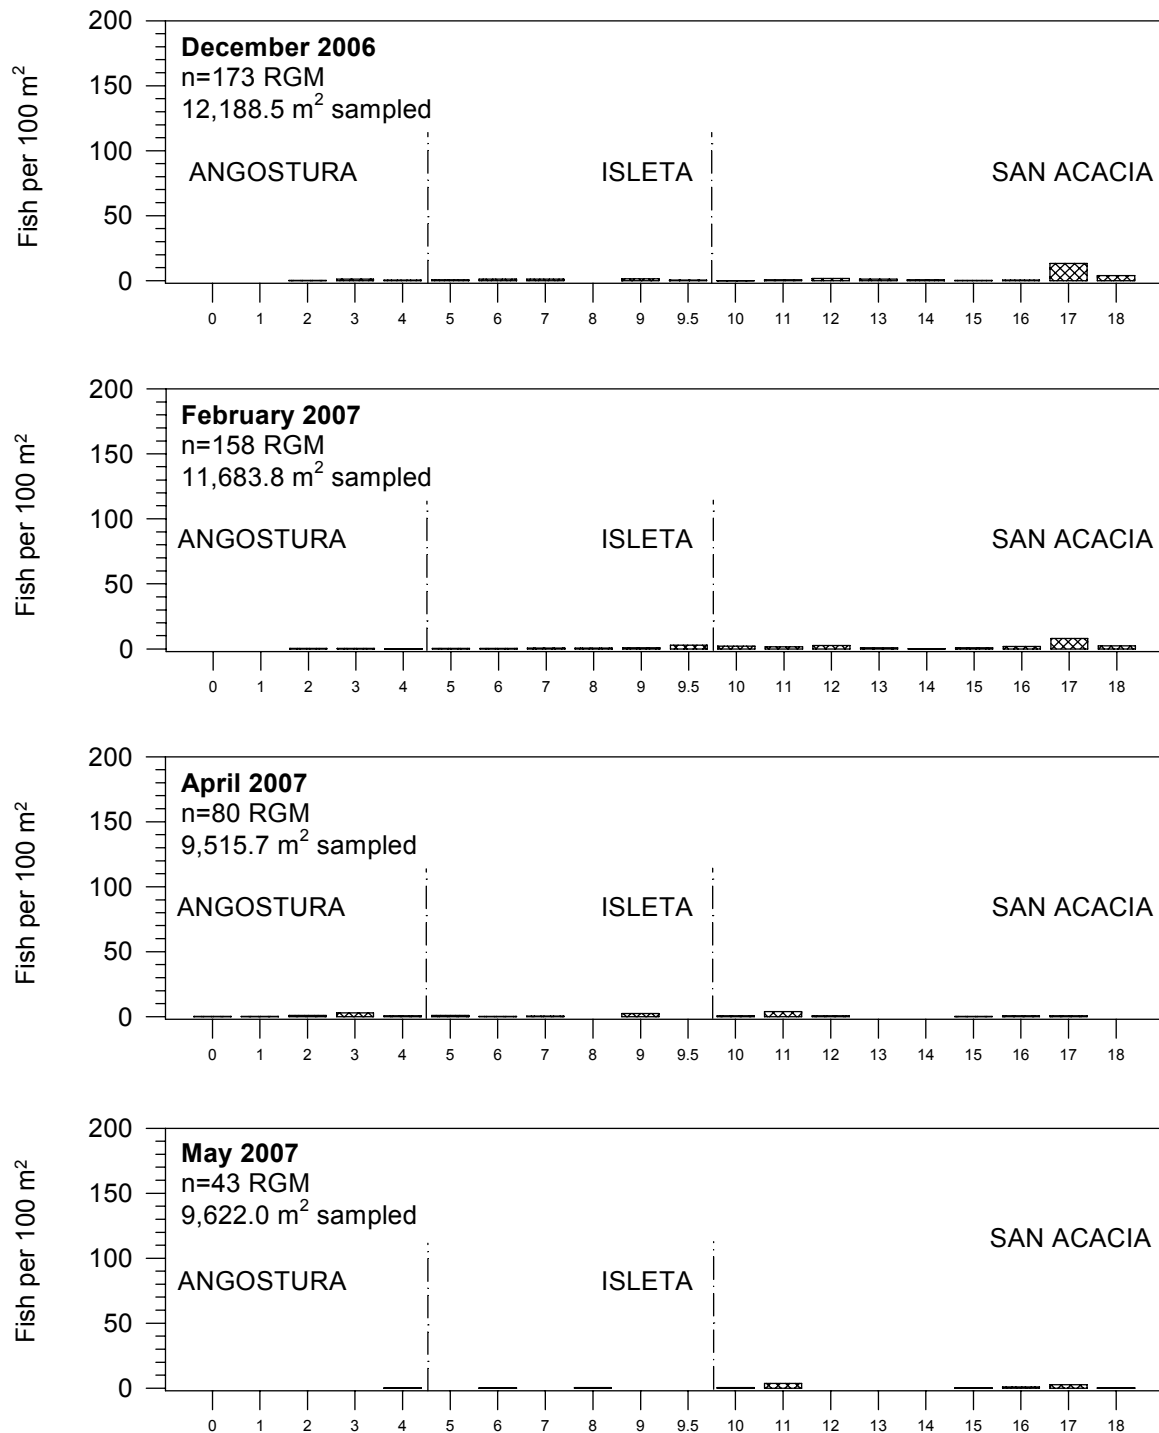 200
150
100
50
0
Fish per 100 m²
December 2006
n=173 RGM
12,188.5 m² sampled
ANGOSTURA ISLETA SAN ACACIA
0 1 2 3 4 5 6 7 8 9 9.5 10 11 12 13 14 15 16 17 18
200
150
100
50
0
Fish per 100 m²
February 2007
n=158 RGM
11,683.8 m² sampled
ANGOSTURA ISLETA SAN ACACIA
0 1 2 3 4 5 6 7 8 9 9.5 10 11 12 13 14 15 16 17 18
200
150
100
50
0
Fish per 100 m²
April 2007
n=80 RGM
9,515.7 m² sampled
ANGOSTURA ISLETA SAN ACACIA
0 1 2 3 4 5 6 7 8 9 9.5 10 11 12 13 14 15 16 17 18
200
150
100
50
0
Fish per 100 m²
May 2007
n=43 RGM
9,622.0 m² sampled
SAN ACACIA
ANGOSTURA ISLETA
0 1 2 3 4 5 6 7 8 9 9.5 10 11 12 13 14 15 16 17 18